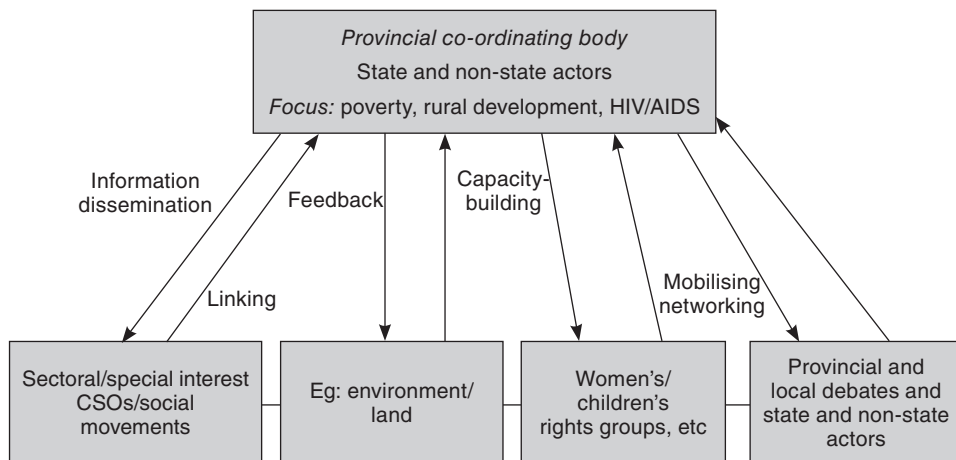 Provincial co-ordinating body
State and non-state actors
Focus: poverty, rural development, HIV/AIDS
Information
dissemination
Linking
Feedback
Capacity-
building
Mobilising
networking
Sectoral/special interest
CSOs/social
movements
Eg: environment/
land
Women's/
children's
rights groups, etc
Provincial and
local debates and
state and non-state
actors